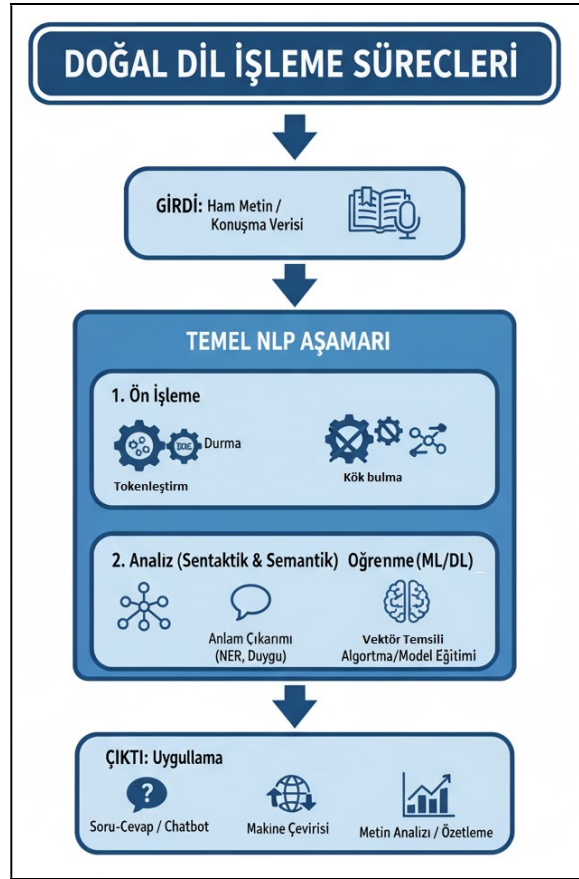 DOĞAL DİL İŞLEME SÜRECLERİ
GİRDİ: Ham Metin /
Konuşma Verisi
TEMEL NLP AŞAMARI
1. Ön İşleme
Durma
Tokenleştirm
Kök bulma
2. Analiz (Sentaktik & Semantik) Öğrenme (ML/DL)
Anlam Çıkarımı
(NER, Duygu)
Vektör Temsili
Algortma/Model Eğitimi
ÇIKTI: Uygullama
?
Soru-Cevap / Chatbot
Makine Çevirisi
Metin Analizı / Özetleme